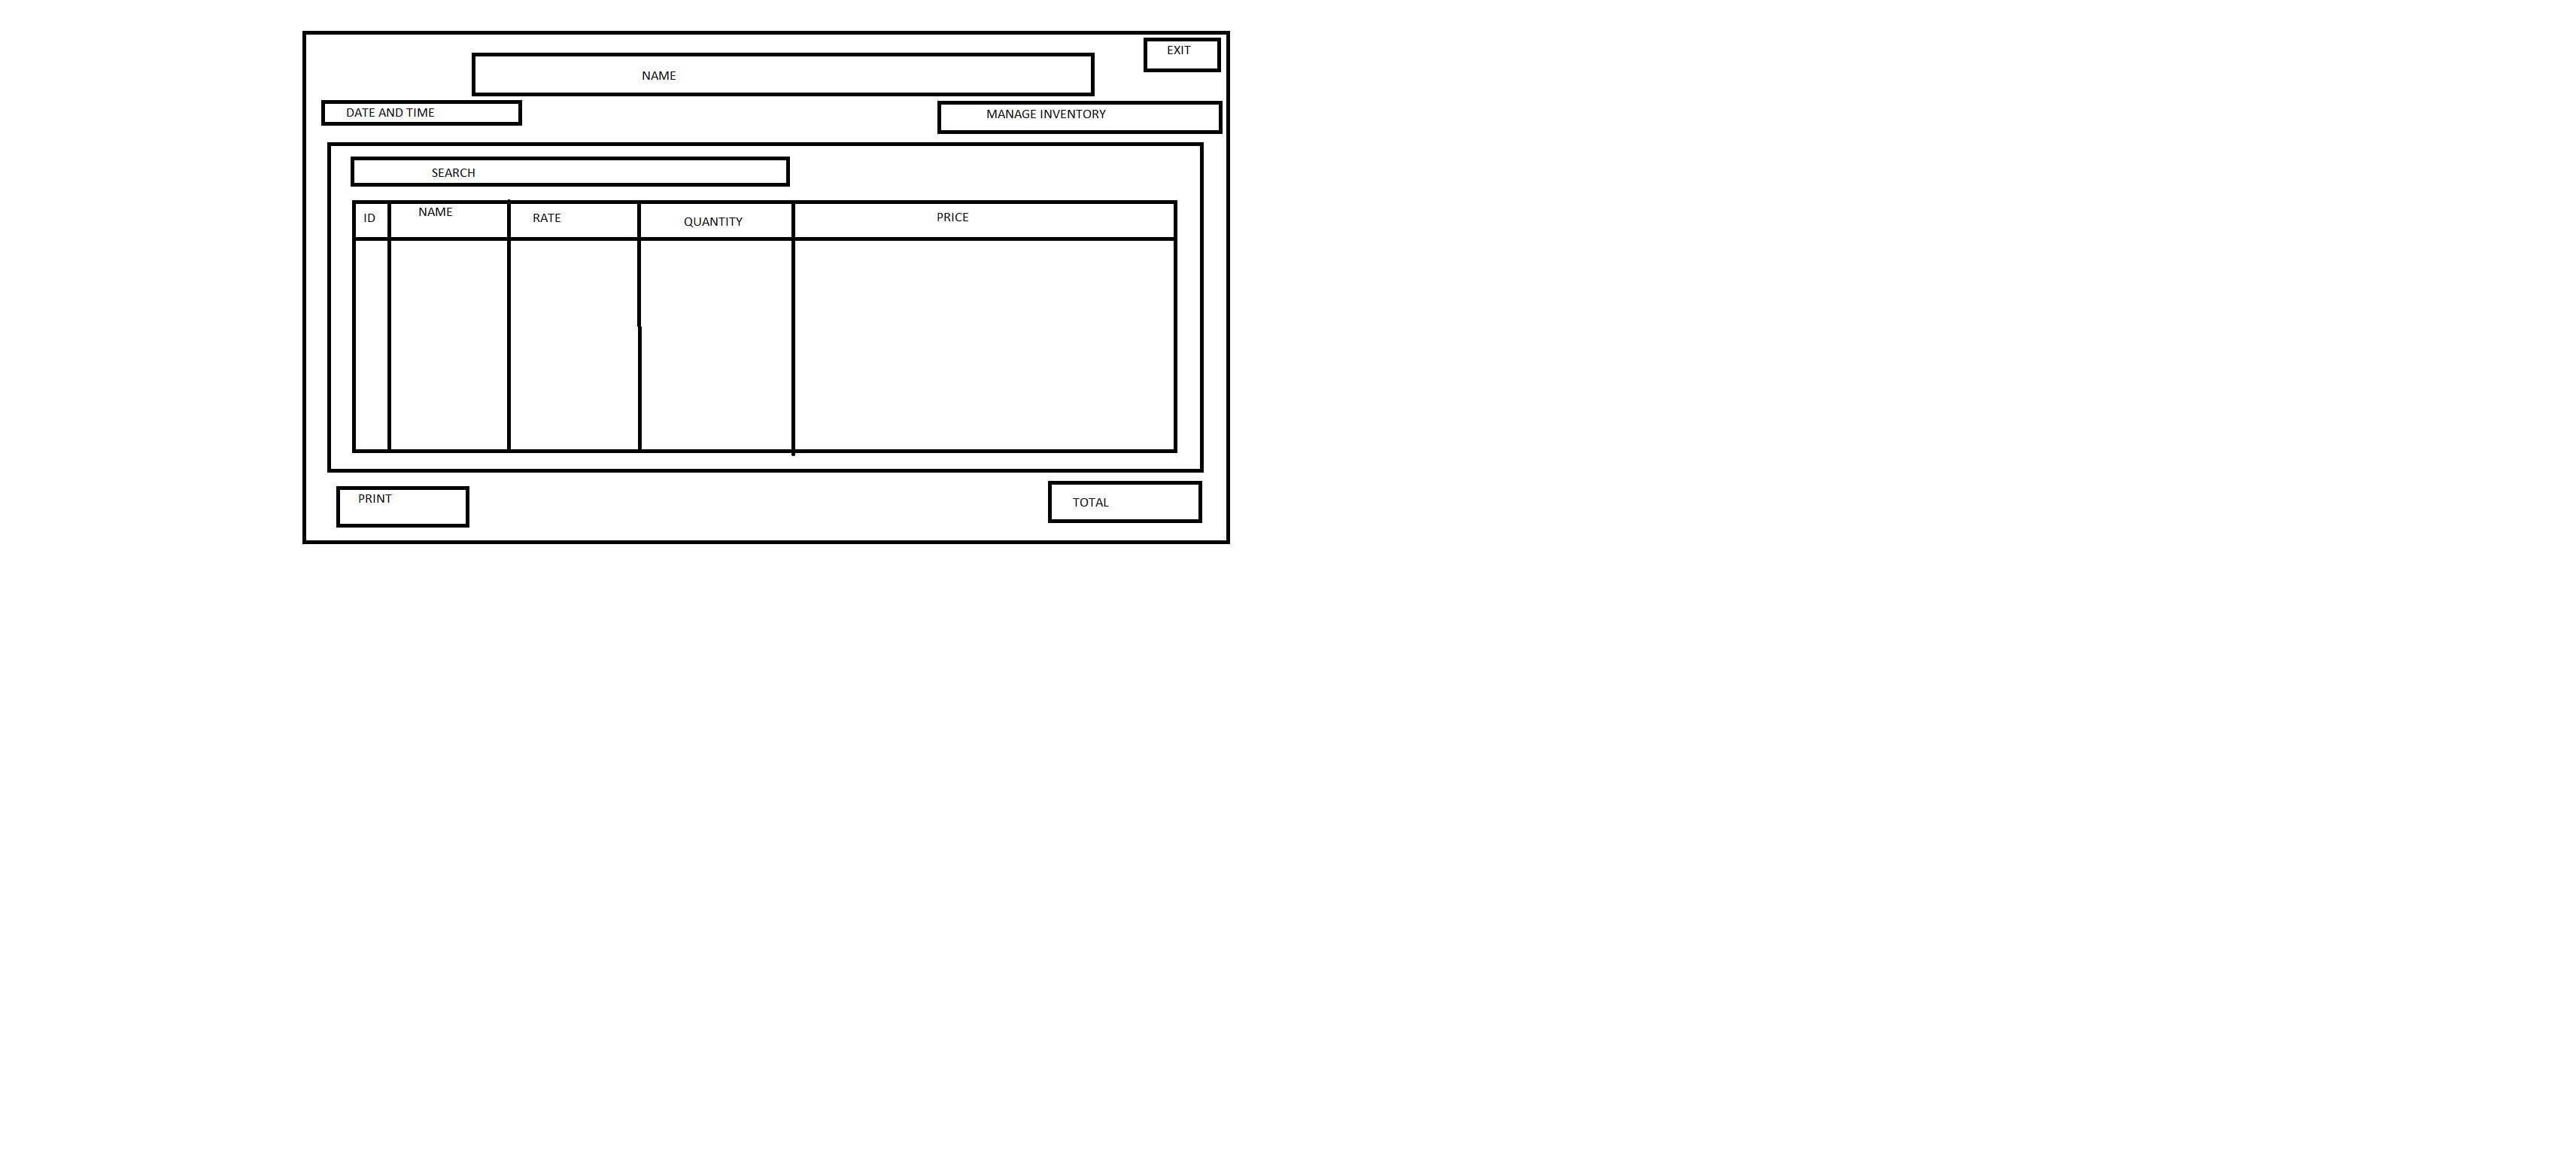 EXIT
NAME
DATE AND TIME
MANAGE INVENTORY
SEARCH
ID NAME RATE QUANTITY PRICE
PRINT
TOTAL